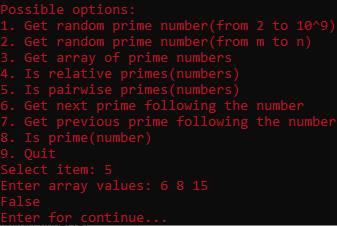 Possible options:
1. Get random prime number(from 2 to 10^9)
2. Get random prime number(from m to n)
3. Get array of prime numbers
4. Is relative primes(numbers)
5. Is pairwise primes(numbers)
6. Get next prime following the number
7. Get previous prime following the number
8. Is prime(number)
9. Quit
Select item: 5
Enter array values: 6 8 15
False
Enter for continue...